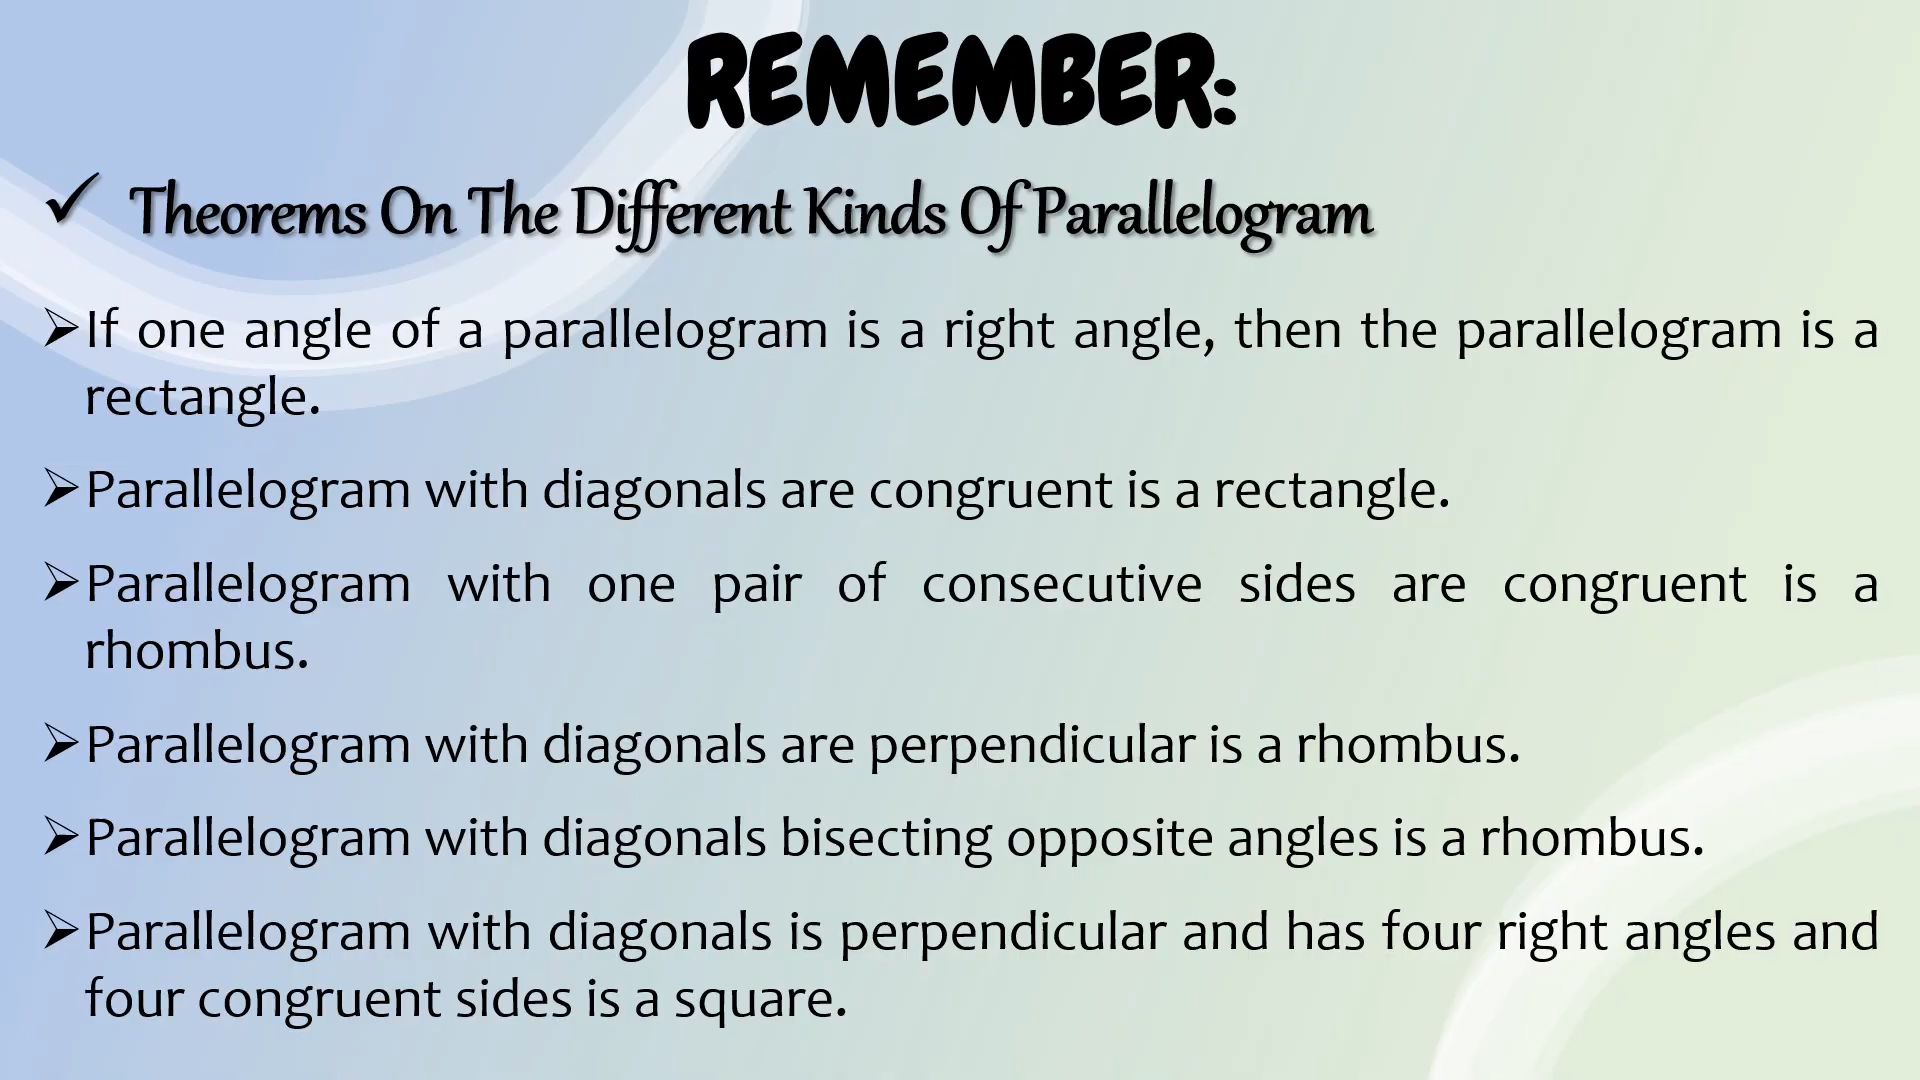 REMEMBER:
✓ Theorems On The Different Kinds Of Parallelogram
➢If one angle of a parallelogram is a right angle, then the parallelogram is a
rectangle.
➢Parallelogram with diagonals are congruent is a rectangle.
➢Parallelogram with one pair of consecutive sides are congruent is a
rhombus.
➢Parallelogram with diagonals are perpendicular is a rhombus.
➢Parallelogram with diagonals bisecting opposite angles is a rhombus.
➢Parallelogram with diagonals is perpendicular and has four right angles and
four congruent sides is a square.